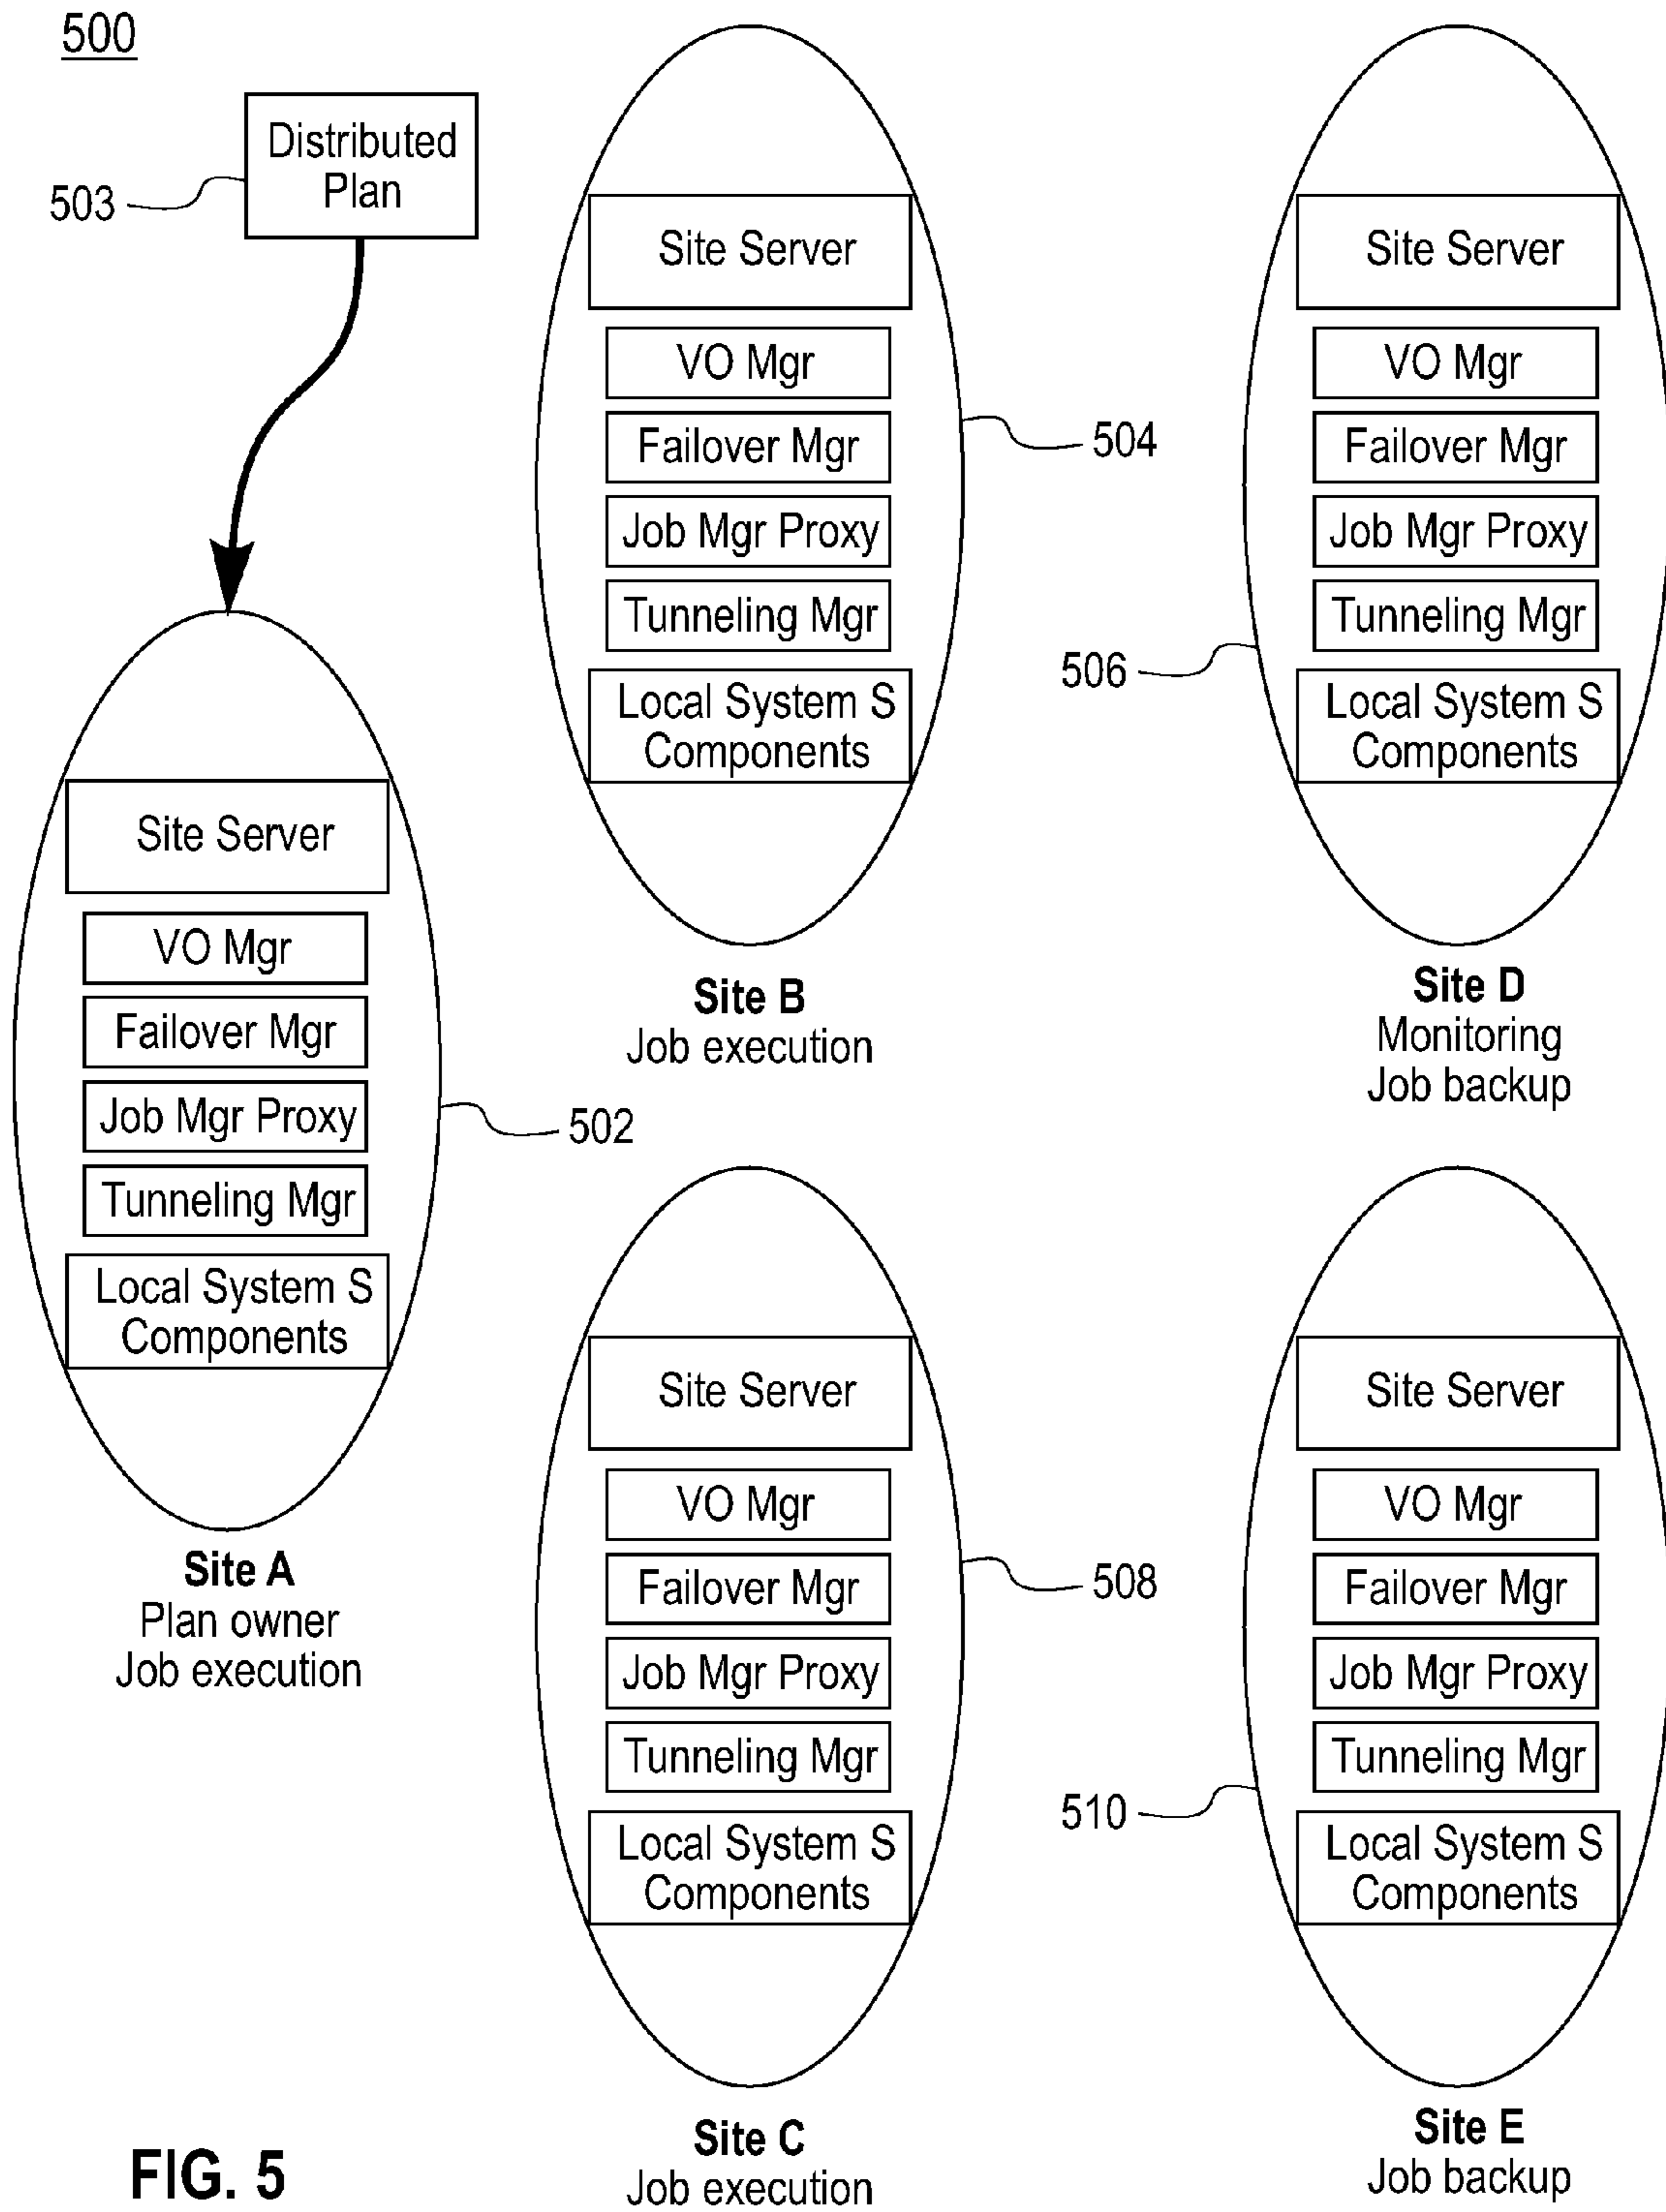 500
Distributed
Plan
503
Site Server
VO Mgr
Failover Mgr
Job Mgr Proxy
Tunneling Mgr
Local System S
Components
504
Site B
Job execution
Site Server
VO Mgr
Failover Mgr
Job Mgr Proxy
Tunneling Mgr
Local System S
Components
506
Site D
Monitoring
Job backup
Site Server
VO Mgr
Failover Mgr
Job Mgr Proxy
Tunneling Mgr
Local System S
Components
502
Site A
Plan owner
Job execution
Site Server
VO Mgr
Failover Mgr
Job Mgr Proxy
Tunneling Mgr
Local System S
Components
508
Site C
Job execution
Site Server
VO Mgr
Failover Mgr
Job Mgr Proxy
Tunneling Mgr
Local System S
Components
510
Site E
Job backup
FIG. 5